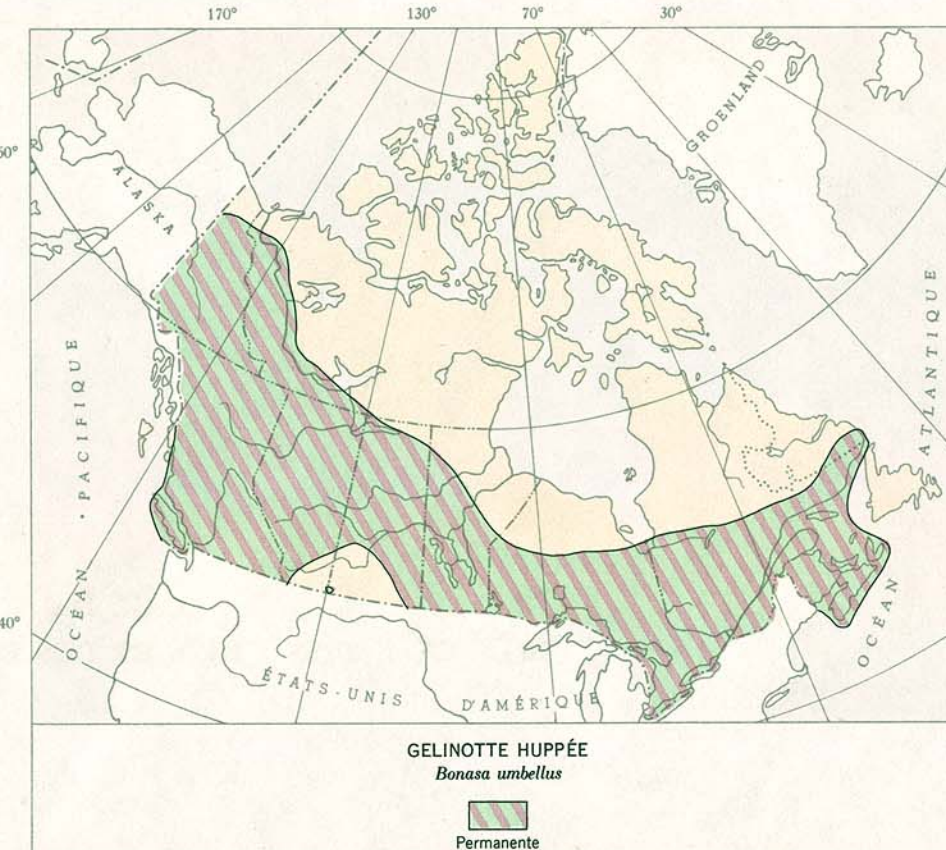 170°
130°
70°
30°
GROENLAND
ALASKA
OCÉAN PACIFIQUE
OCÉAN ATLANTIQUE
40°
ÉTATS-UNIS D'AMÉRIQUE
GELINOTTE HUPPÉE
Bonasa umbellus
Permanente